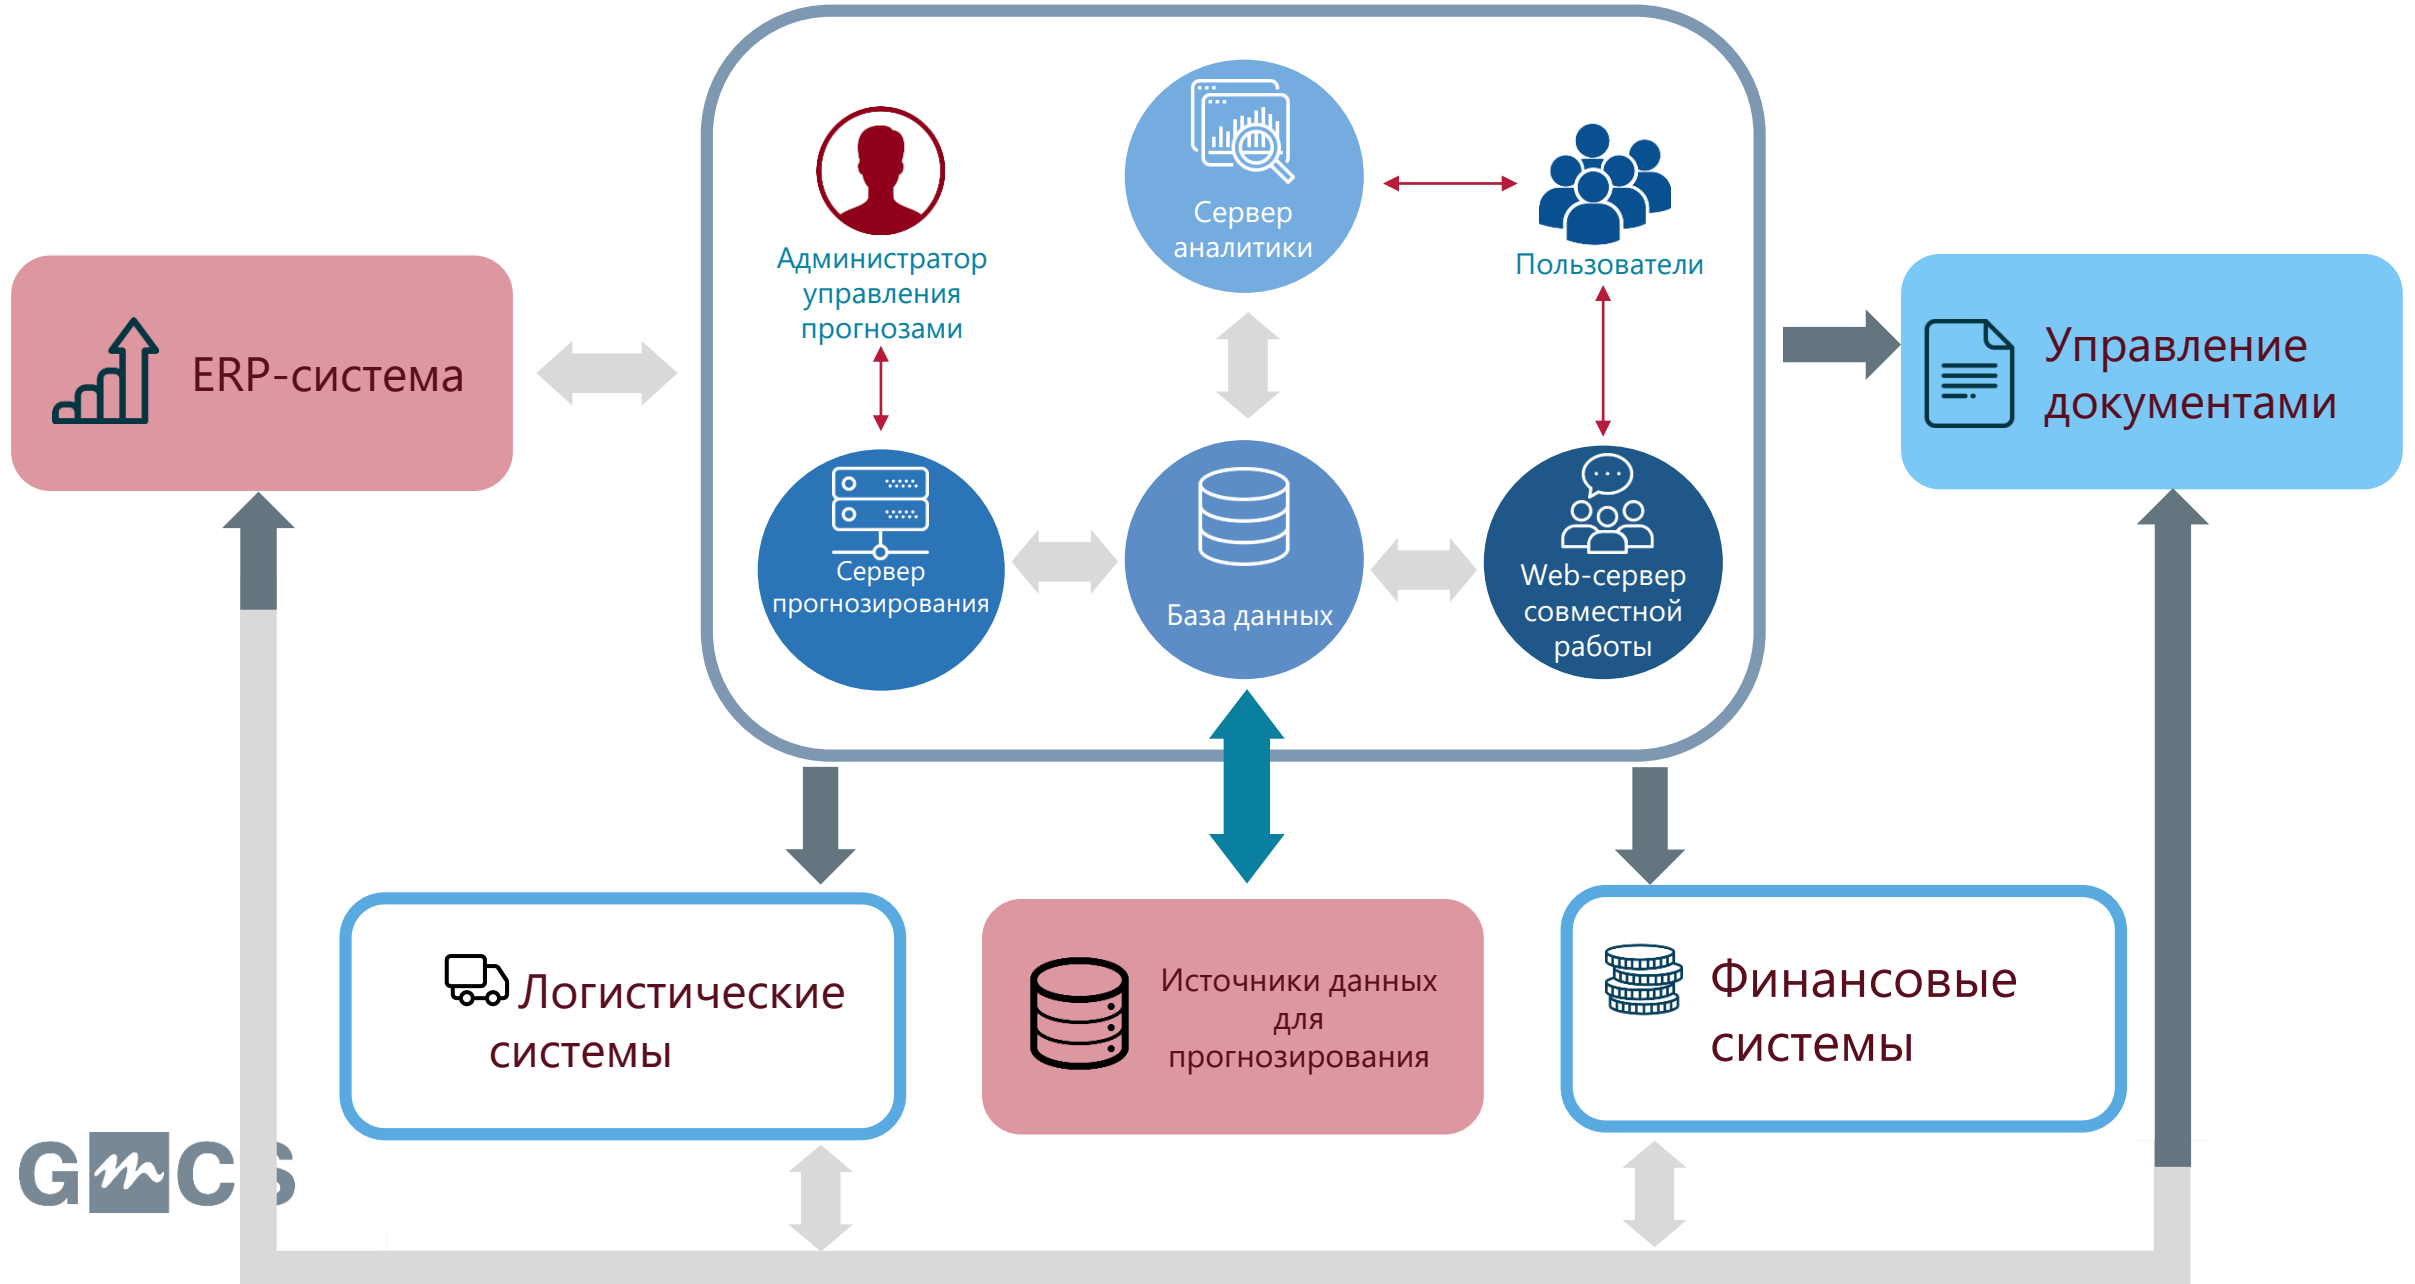 Сервер
аналитики
Администратор
управления
прогнозами
Пользователи
ERP-система
Управление
документами
Сервер
прогнозирования
База данных
Web-сервер
совместной
работы
Логистические
системы
Источники данных
для
прогнозирования
Финансовые
системы
GMCS